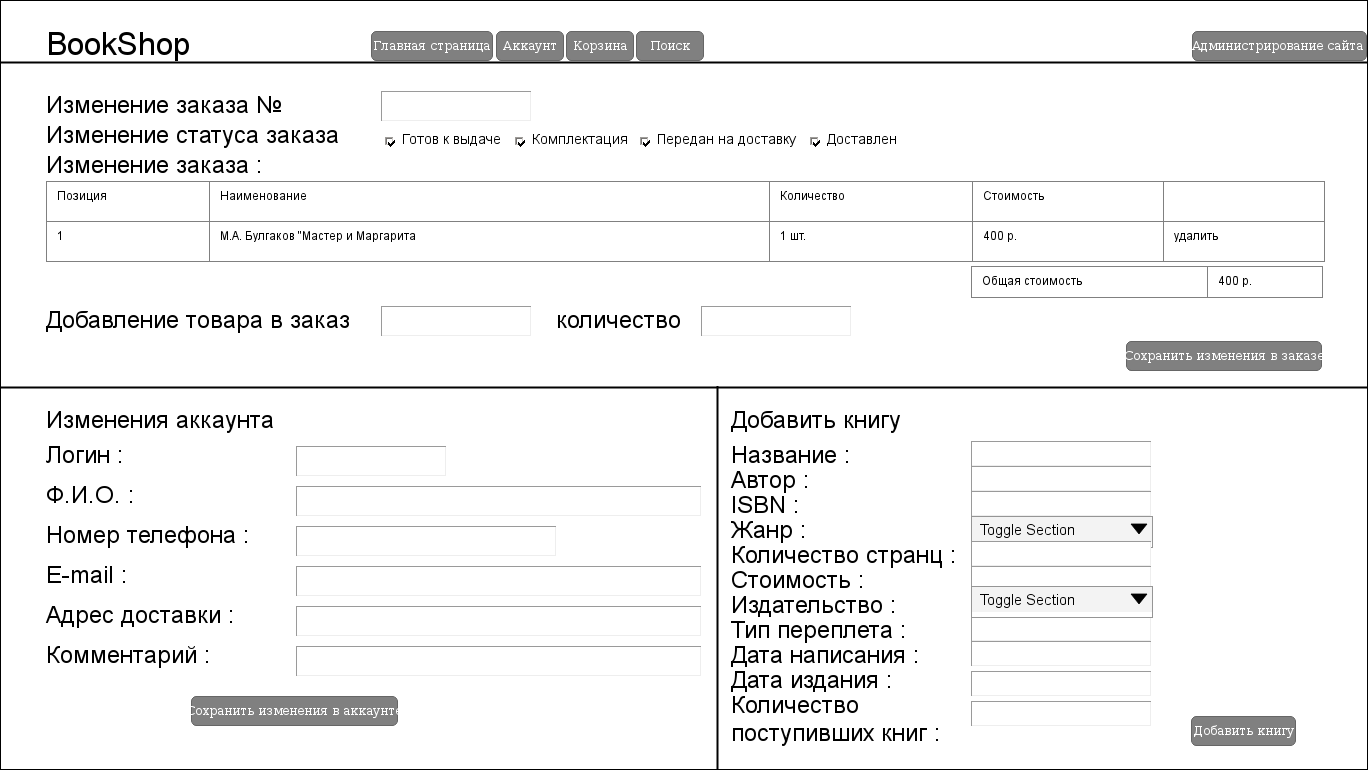 BookShop
Главная страница Аккаунт Корзина Поиск Администрирование сайта
Изменение заказа №
Изменение статуса заказа Готов к выдаче Комплектация Передан на доставку Доставлен
Изменение заказа :
Позиция Наименование Количество Стоимость
1 М.А. Булгаков "Мастер и Маргарита 1 шт. 400 р. удалить
Общая стоимость 400 р.
Добавление товара в заказ количество
Сохранить изменения в заказе
Изменения аккаунта
Логин :
Ф.И.О. :
Номер телефона :
E-mail :
Адрес доставки :
Комментарий :
Сохранить изменения в аккаунте
Добавить книгу
Название :
Автор :
ISBN :
Жанр : Toggle Section
Количество странц :
Стоимость :
Издательство : Toggle Section
Тип переплета :
Дата написания :
Дата издания :
Количество
поступивших книг :
Добавить книгу